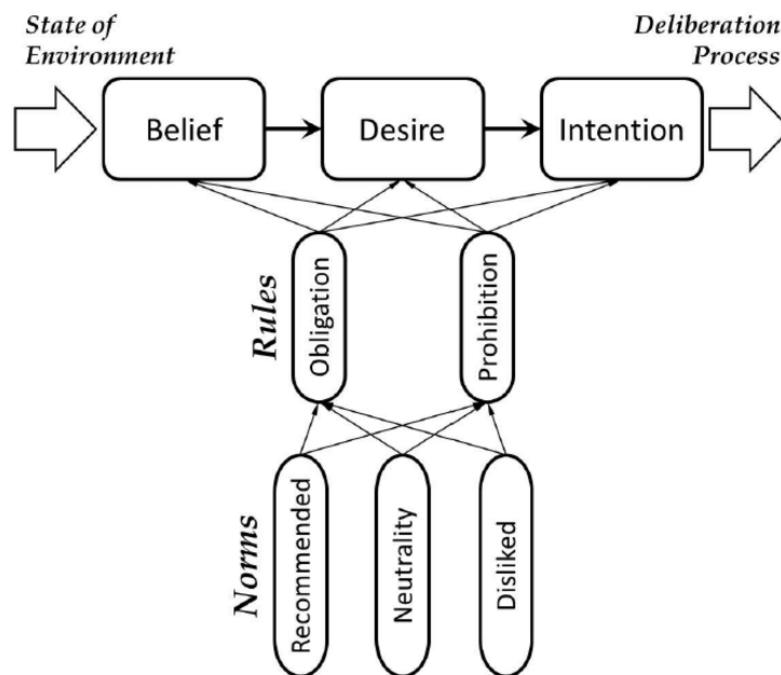 State of
Environment
Deliberation
Process
Belief
Desire
Intention
Rules
Obligation
Prohibition
Norms
Recommended
Neutrality
Disliked